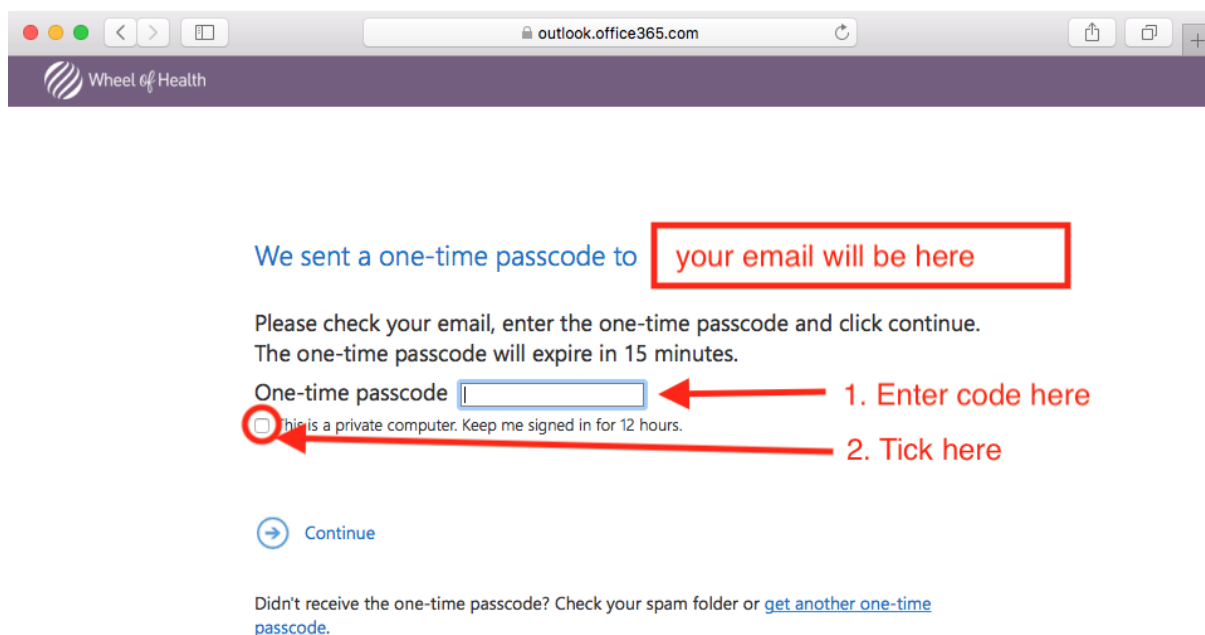 outlook.office365.com
Wheel of Health
We sent a one-time passcode to your email will be here
Please check your email, enter the one-time passcode and click continue.
The one-time passcode will expire in 15 minutes.
One-time passcode 1. Enter code here
This is a private computer. Keep me signed in for 12 hours.
2. Tick here
Continue
Didn't receive the one-time passcode? Check your spam folder or get another one-time
passcode.